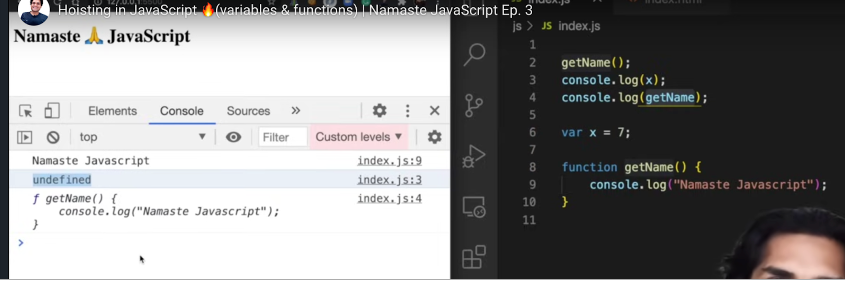 Hoisting in JavaScript 🔥(variables & functions) | Namaste JavaScript Ep. 3
Namaste 🙏 JavaScript
Elements Console Sources »
top ▼ Filter Custom levels ▼
Namaste Javascript index.js:9
undefined index.js:3
ƒ getName() { index.js:4
console.log("Namaste Javascript");
}
>
js > JS index.js
1
2 getName();
3 console.log(x);
4 console.log(getName);
5
6 var x = 7;
7
8 function getName() {
9 console.log("Namaste Javascript");
10 }
11